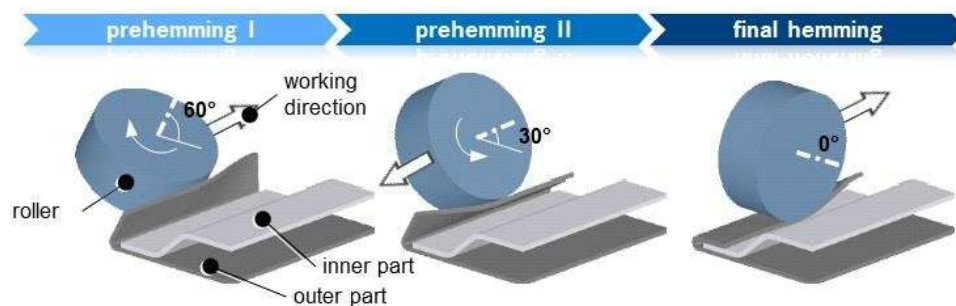 prehemming I
prehemming II
final hemming
working
direction
60°
30°
0°
roller
inner part
outer part